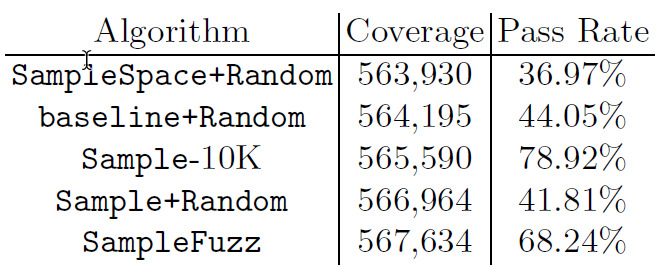 Algorithm Coverage Pass Rate
SampleSpace+Random 563,930 36.97%
baseline+Random 564,195 44.05%
Sample-10K 565,590 78.92%
Sample+Random 566,964 41.81%
SampleFuzz 567,634 68.24%